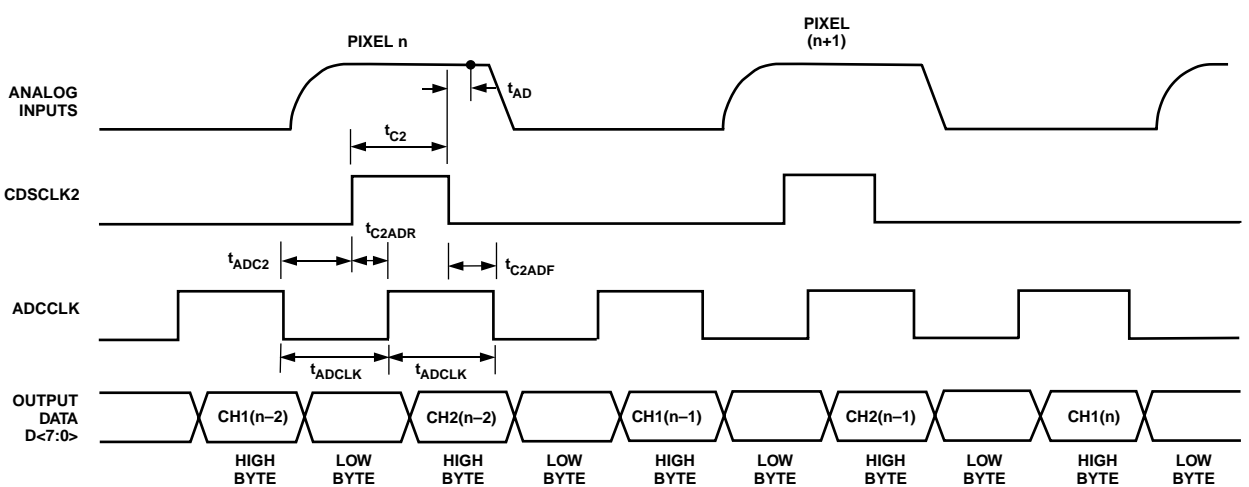 PIXEL n
PIXEL
(n+1)
ANALOG
INPUTS
tAD
tC2
CDSCLK2
tC2ADR
tADC2
tC2ADF
ADCCLK
tADCLK
tADCLK
OUTPUT
DATA
D<7:0>
CH1(n–2)
CH2(n–2)
CH1(n–1)
CH2(n–1)
CH1(n)
HIGH
BYTE
LOW
BYTE
HIGH
BYTE
LOW
BYTE
HIGH
BYTE
LOW
BYTE
HIGH
BYTE
LOW
BYTE
HIGH
BYTE
LOW
BYTE